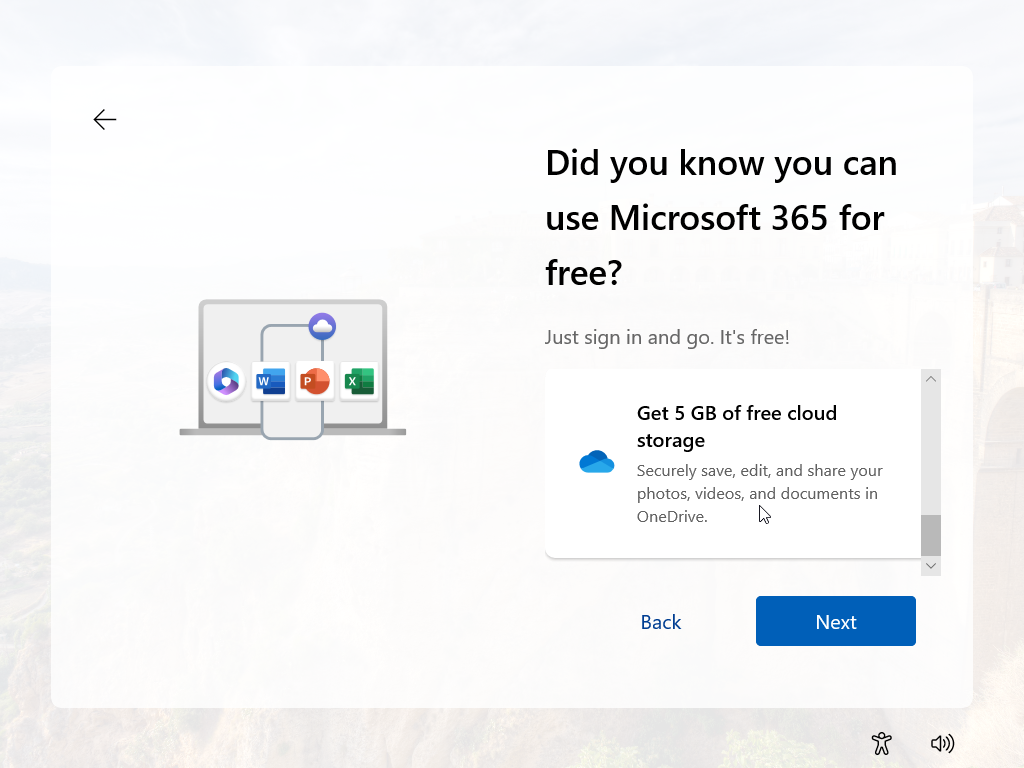 Did you know you can
use Microsoft 365 for
free?
Just sign in and go. It's free!
Get 5 GB of free cloud
storage
Securely save, edit, and share your
photos, videos, and documents in
OneDrive.
W
P
X
Back
Next